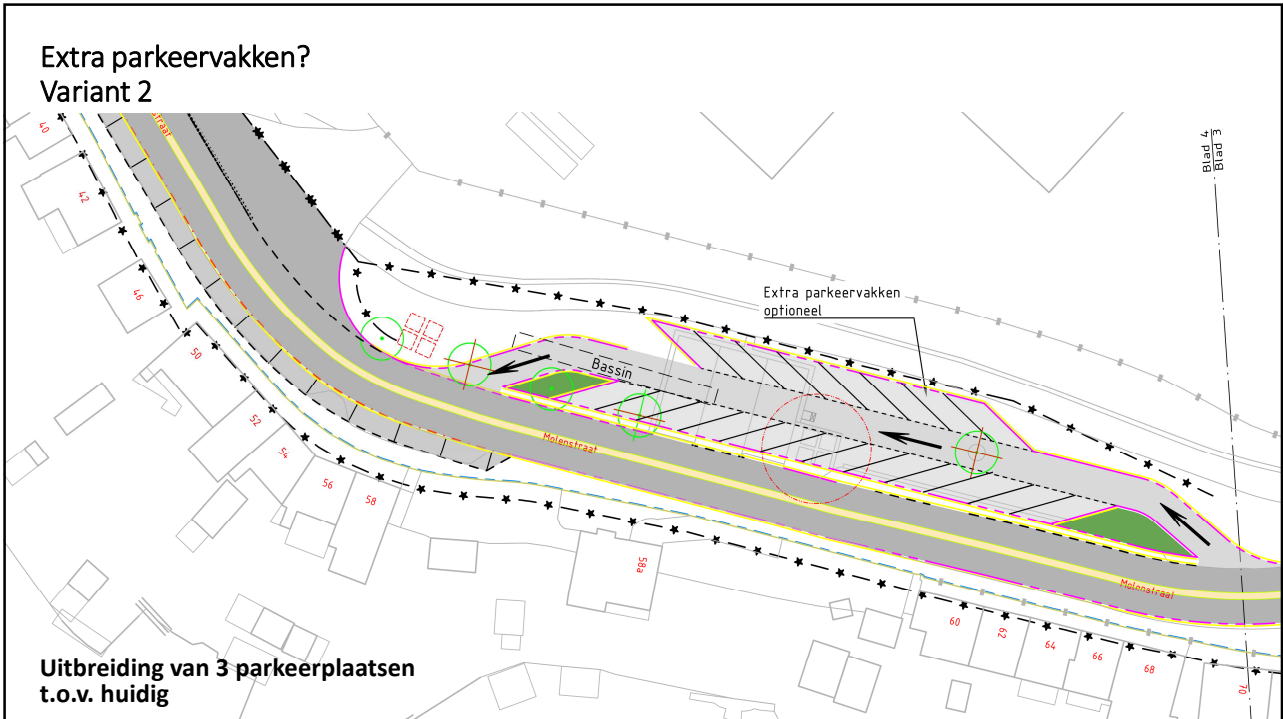 Extra parkeervakken?
Variant 2
straat
40
42
46
50
52
54
56
58
58a
60
62
64
66
68
70
Blad 4
Blad 3
Extra parkeervakken
optioneel
Bassin
Molenstraat
Molenstraat
Uitbreiding van 3 parkeerplaatsen
t.o.v. huidig